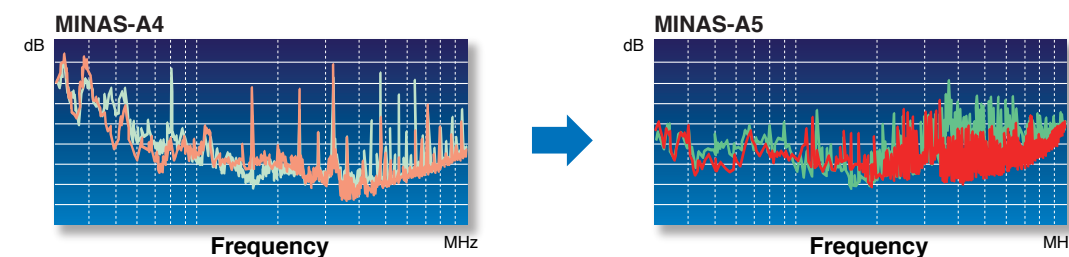 MINAS-A4
dB
Frequency
MHz
MINAS-A5
dB
Frequency
MH